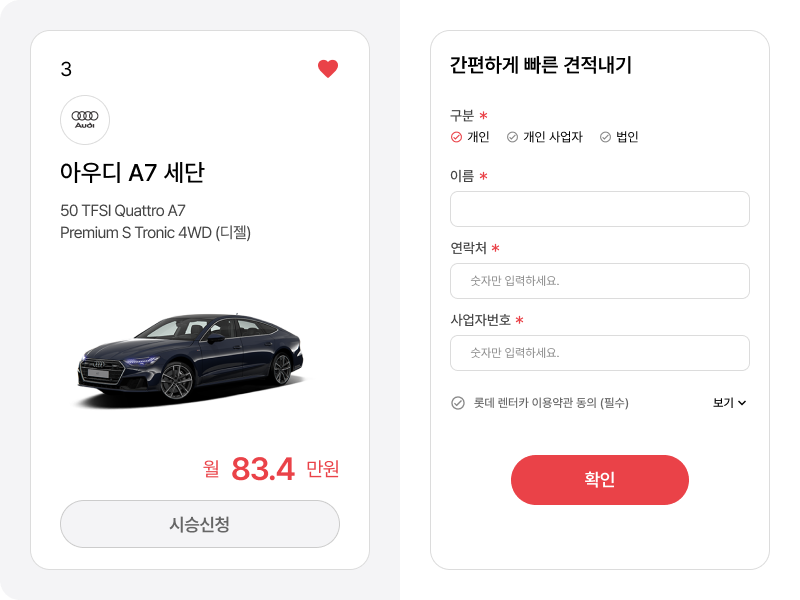 3
Audi
아우디 A7 세단
50 TFSI Quattro A7
Premium S Tronic 4WD (디젤)
월 83.4 만원
시승신청
간편하게 빠른 견적내기
구분 *
개인 개인 사업자 법인
이름 *
연락처 *
숫자만 입력하세요.
사업자번호 *
숫자만 입력하세요.
롯데 렌터카 이용약관 동의 (필수) 보기
확인